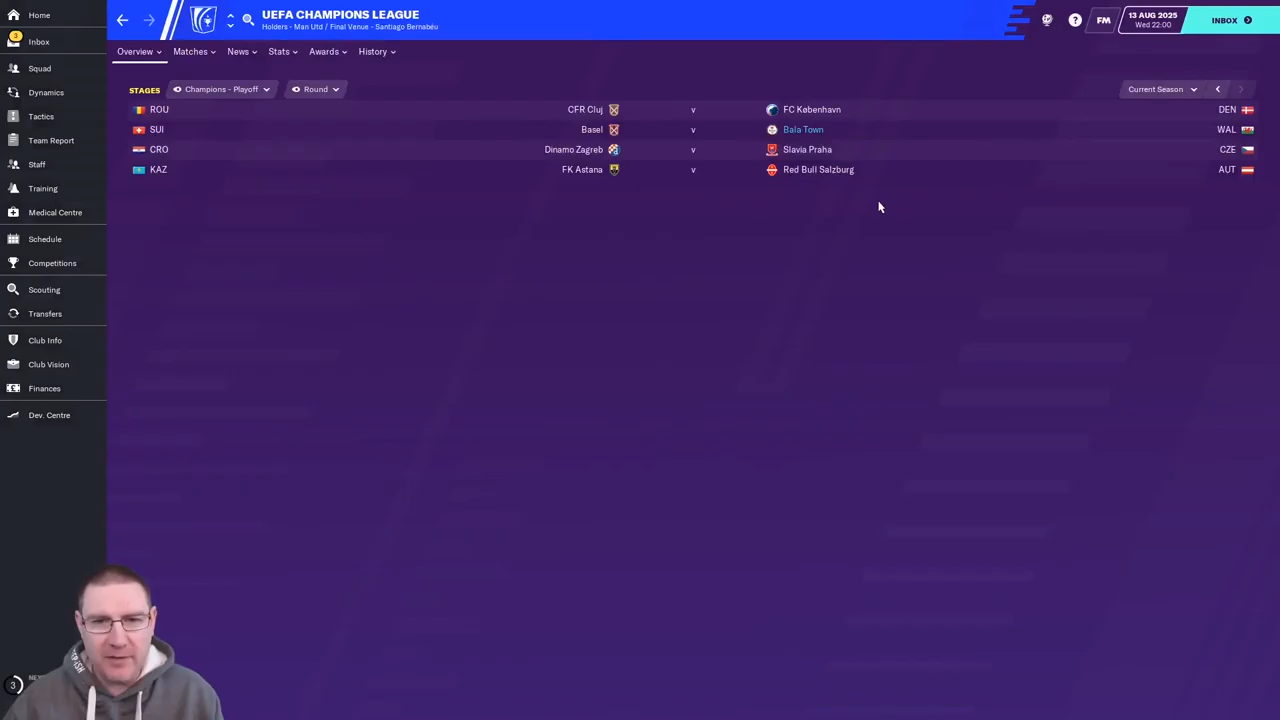 Home
3
Inbox
Squad
Dynamics
Tactics
Team Report
Staff
Training
Medical Centre
Schedule
Competitions
Scouting
Transfers
Club Info
Club Vision
Finances
Dev. Centre
3
UEFA CHAMPIONS LEAGUE
Holders - Man Utd / Final Venue - Santiago Bernabéu
? FM 13 AUG 2025 INBOX
Wed 22:00
Overview Matches News Stats Awards History
STAGES Champions - Playoff Round Current Season
ROU CFR Cluj v FC København DEN
SUI Basel v Bala Town WAL
CRO Dinamo Zagreb v Slavia Praha CZE
KAZ FK Astana v Red Bull Salzburg AUT